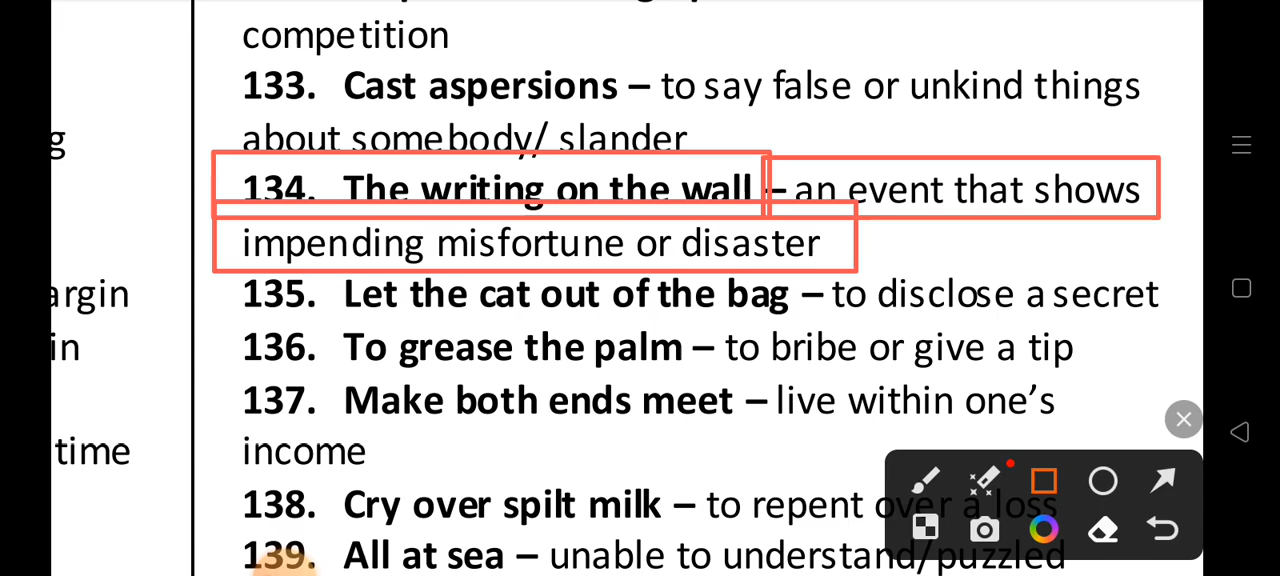 competition
133. Cast aspersions – to say false or unkind things
about somebody/ slander
g
134. The writing on the wall – an event that shows
impending misfortune or disaster
135. Let the cat out of the bag – to disclose a secret
argin
136. To grease the palm – to bribe or give a tip
in
137. Make both ends meet – live within one's
income
time
138. Cry over spilt milk – to repent over a loss
139. All at sea – unable to understand/puzzled